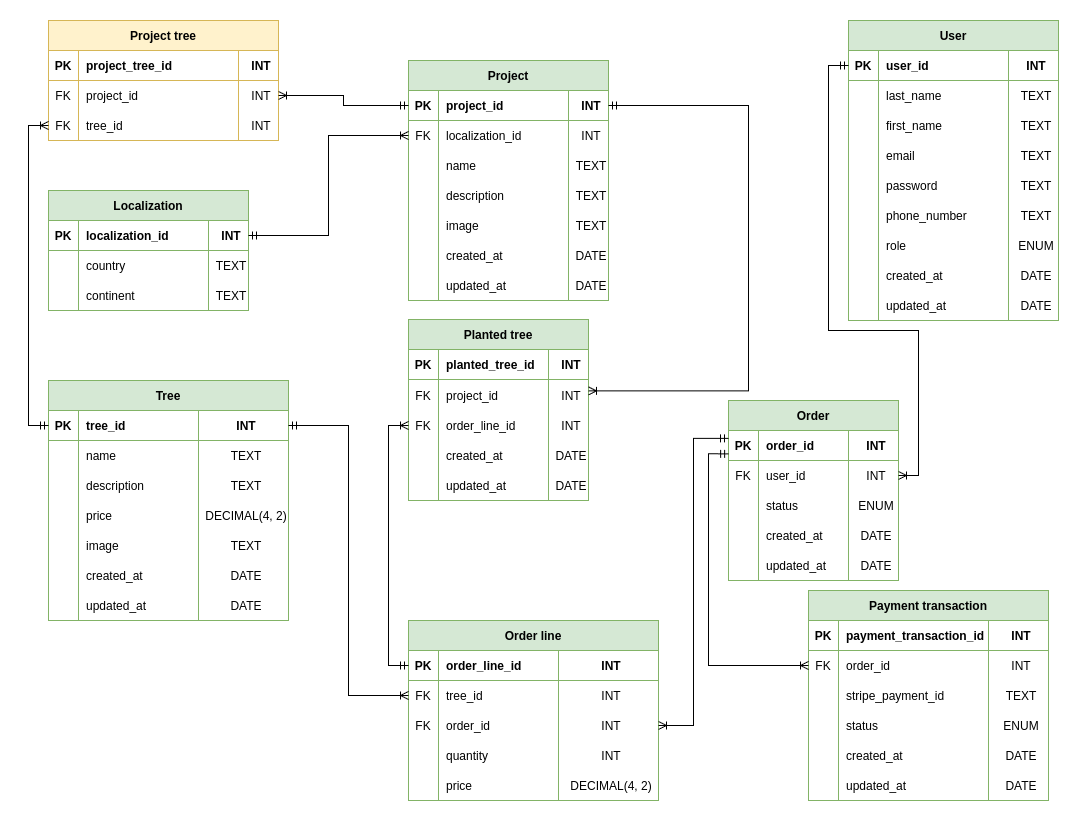 Project tree
PK project_tree_id INT
FK project_id INT
FK tree_id INT
Localization
PK localization_id INT
country TEXT
continent TEXT
Tree
PK tree_id INT
name TEXT
description TEXT
price DECIMAL(4, 2)
image TEXT
created_at DATE
updated_at DATE
Project
PK project_id INT
FK localization_id INT
name TEXT
description TEXT
image TEXT
created_at DATE
updated_at DATE
Planted tree
PK planted_tree_id INT
FK project_id INT
FK order_line_id INT
created_at DATE
updated_at DATE
Order line
PK order_line_id INT
FK tree_id INT
FK order_id INT
quantity INT
price DECIMAL(4, 2)
User
PK user_id INT
last_name TEXT
first_name TEXT
email TEXT
password TEXT
phone_number TEXT
role ENUM
created_at DATE
updated_at DATE
Order
PK order_id INT
FK user_id INT
status ENUM
created_at DATE
updated_at DATE
Payment transaction
PK payment_transaction_id INT
FK order_id INT
stripe_payment_id TEXT
status ENUM
created_at DATE
updated_at DATE